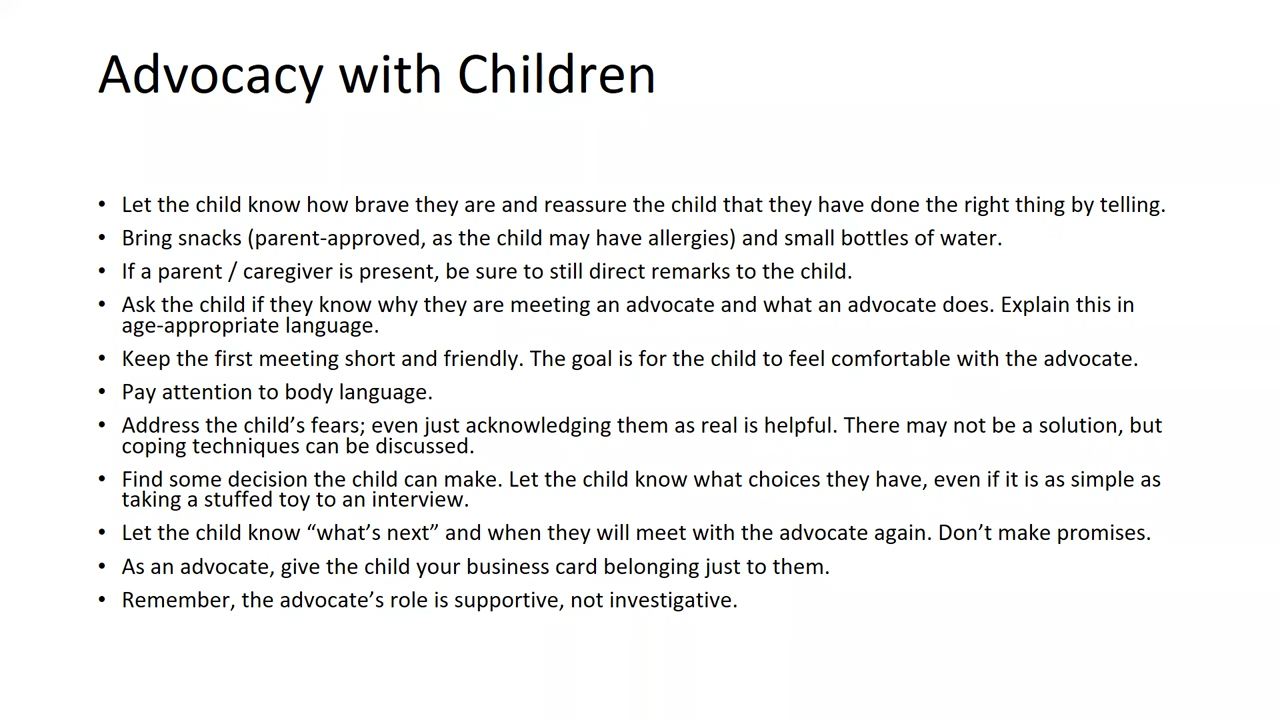 Advocacy with Children
• Let the child know how brave they are and reassure the child that they have done the right thing by telling.
• Bring snacks (parent-approved, as the child may have allergies) and small bottles of water.
• If a parent / caregiver is present, be sure to still direct remarks to the child.
• Ask the child if they know why they are meeting an advocate and what an advocate does. Explain this in
age-appropriate language.
• Keep the first meeting short and friendly. The goal is for the child to feel comfortable with the advocate.
• Pay attention to body language.
• Address the child’s fears; even just acknowledging them as real is helpful. There may not be a solution, but
coping techniques can be discussed.
• Find some decision the child can make. Let the child know what choices they have, even if it is as simple as
taking a stuffed toy to an interview.
• Let the child know “what’s next” and when they will meet with the advocate again. Don’t make promises.
• As an advocate, give the child your business card belonging just to them.
• Remember, the advocate’s role is supportive, not investigative.